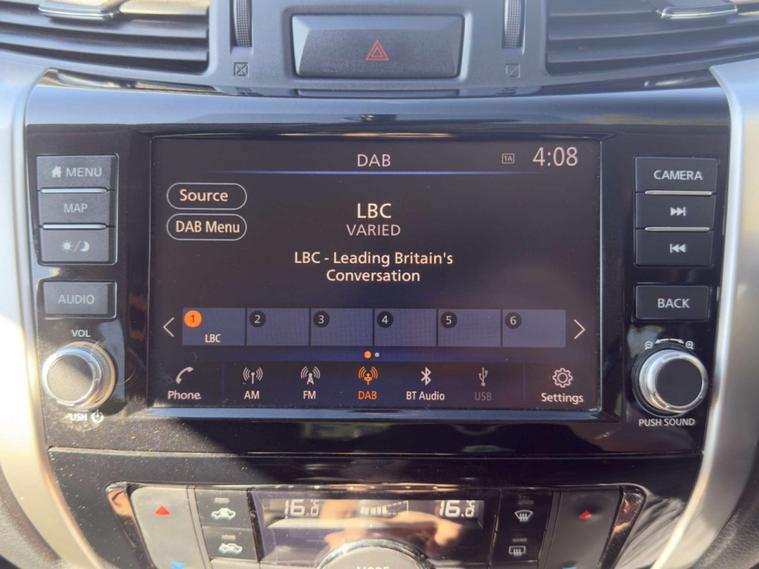 DAB
1A
4:08
MENU
CAMERA
Source
MAP
LBC
VARIED
DAB Menu
LBC - Leading Britain's
Conversation
AUDIO
BACK
1
2
3
4
5
6
LBC
VOL
Phone
AM
FM
DAB
BT Audio
USB
Settings
PUSH
PUSH SOUND
16.0
16.0
MODE